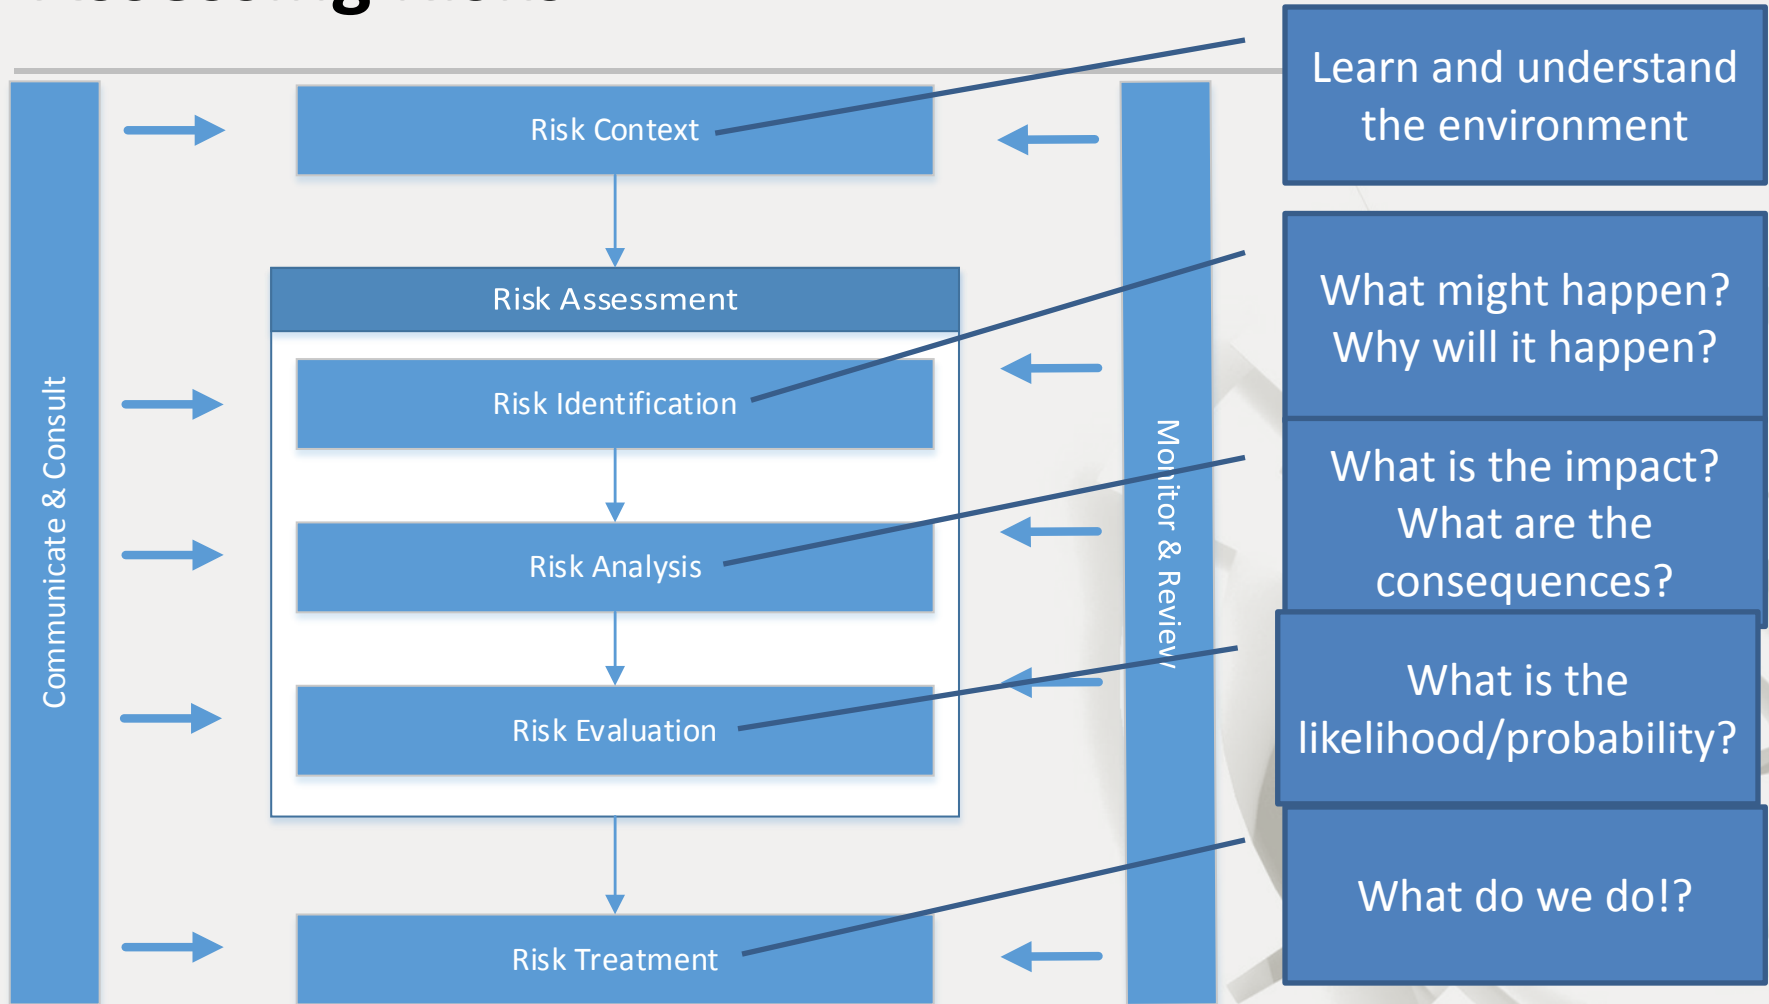 Communicate & Consult
Risk Context
Risk Assessment
Risk Identification
Risk Analysis
Risk Evaluation
Risk Treatment
Monitor & Review
Learn and understand
the environment
What might happen?
Why will it happen?
What is the impact?
What are the
consequences?
What is the
likelihood/probability?
What do we do!?